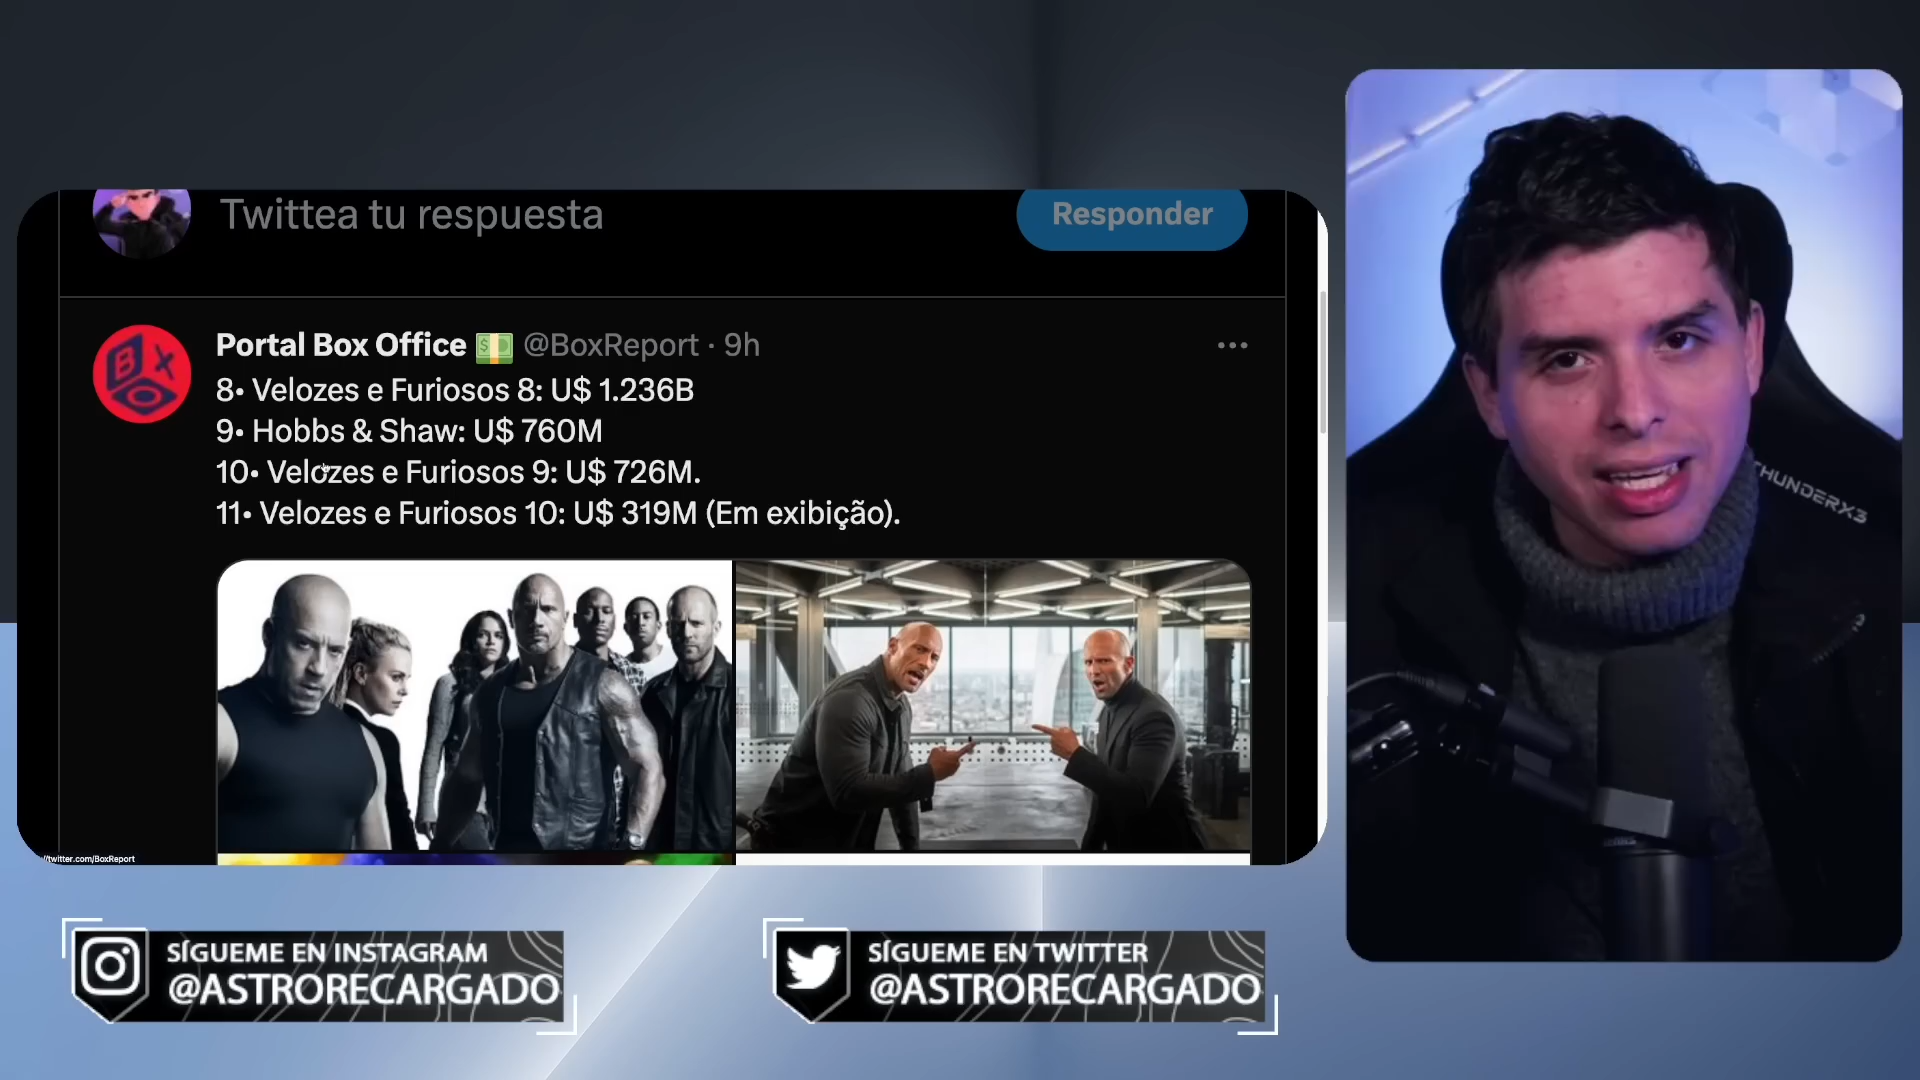 Twittea tu respuesta
Responder
Portal Box Office @BoxReport · 9h
8• Velozes e Furiosos 8: U$ 1.236B
9• Hobbs & Shaw: U$ 760M
10• Velozes e Furiosos 9: U$ 726M.
11• Velozes e Furiosos 10: U$ 319M (Em exibição).
BOX
THUNDERX3
//twitter.com/BoxReport
SÍGUEME EN INSTAGRAM
@ASTRORECARGADO
SÍGUEME EN TWITTER
@ASTRORECARGADO